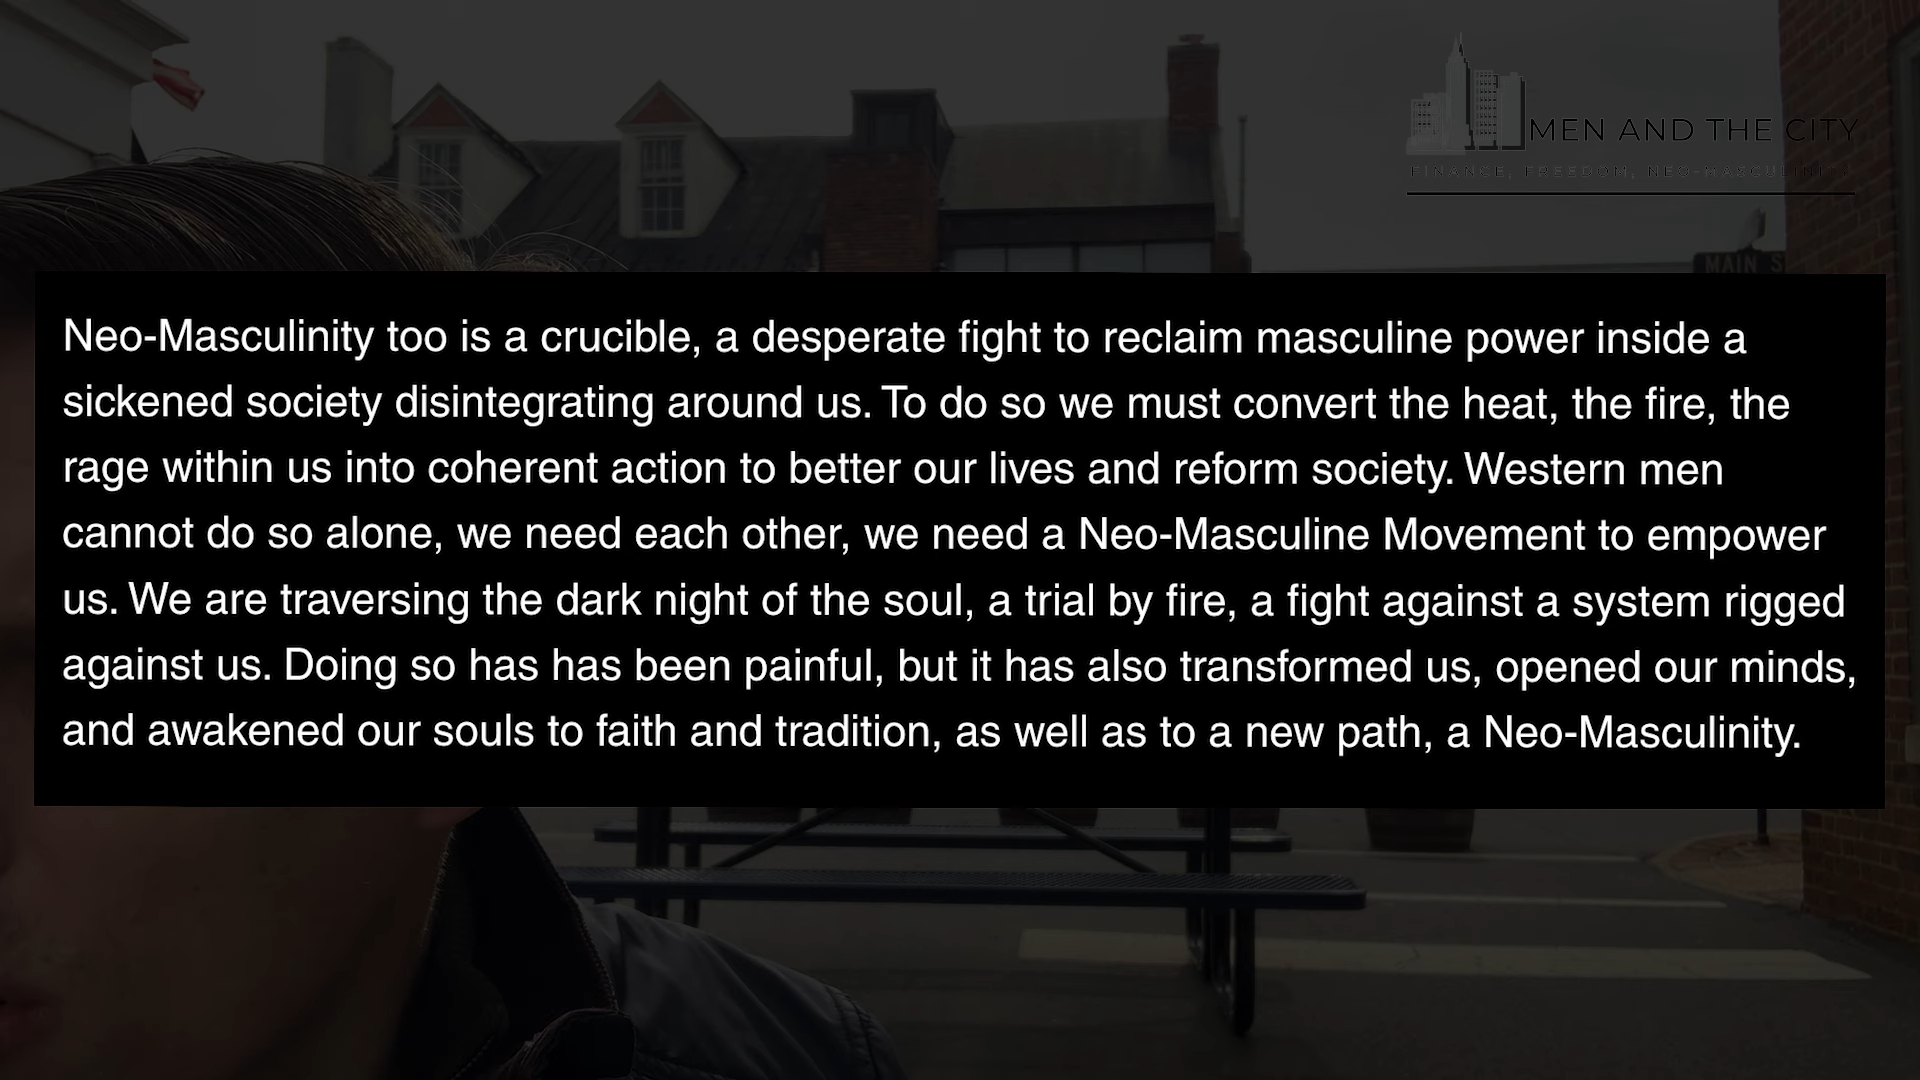 MEN AND THE CITY
FINANCE, FREEDOM, NEO-MASCULINITY
MAIN S
Neo-Masculinity too is a crucible, a desperate fight to reclaim masculine power inside a
sickened society disintegrating around us. To do so we must convert the heat, the fire, the
rage within us into coherent action to better our lives and reform society. Western men
cannot do so alone, we need each other, we need a Neo-Masculine Movement to empower
us. We are traversing the dark night of the soul, a trial by fire, a fight against a system rigged
against us. Doing so has has been painful, but it has also transformed us, opened our minds,
and awakened our souls to faith and tradition, as well as to a new path, a Neo-Masculinity.